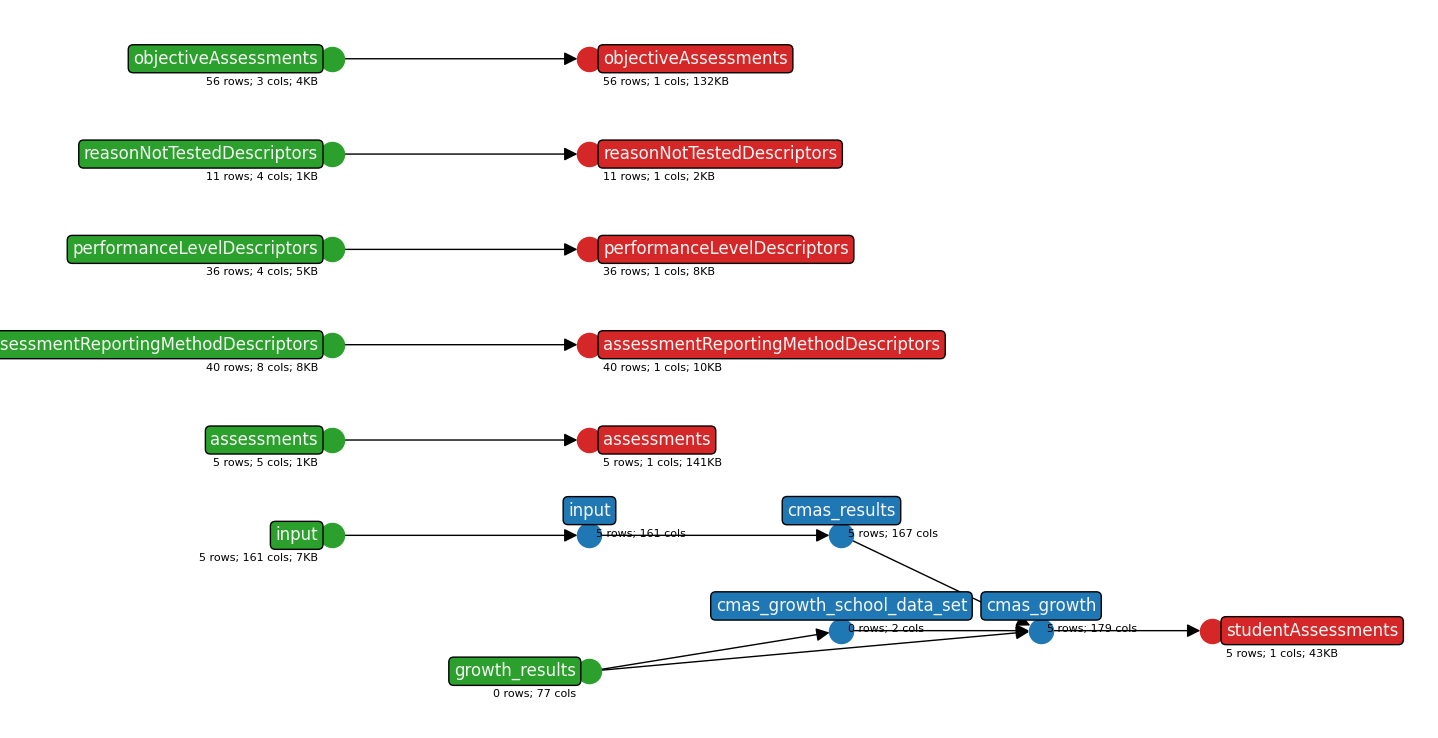 objectiveAssessments
56 rows; 3 cols; 4KB
objectiveAssessments
56 rows; 1 cols; 132KB
reasonNotTestedDescriptors
11 rows; 4 cols; 1KB
reasonNotTestedDescriptors
11 rows; 1 cols; 2KB
performanceLevelDescriptors
36 rows; 4 cols; 5KB
performanceLevelDescriptors
36 rows; 1 cols; 8KB
sessmentReportingMethodDescriptors
40 rows; 8 cols; 8KB
assessmentReportingMethodDescriptors
40 rows; 1 cols; 10KB
assessments
5 rows; 5 cols; 1KB
assessments
5 rows; 1 cols; 141KB
input
5 rows; 161 cols; 7KB
input
5 rows; 161 cols
cmas_results
5 rows; 167 cols
cmas_growth_school_data_set
0 rows; 2 cols
cmas_growth
5 rows; 179 cols
studentAssessments
5 rows; 1 cols; 43KB
growth_results
0 rows; 77 cols